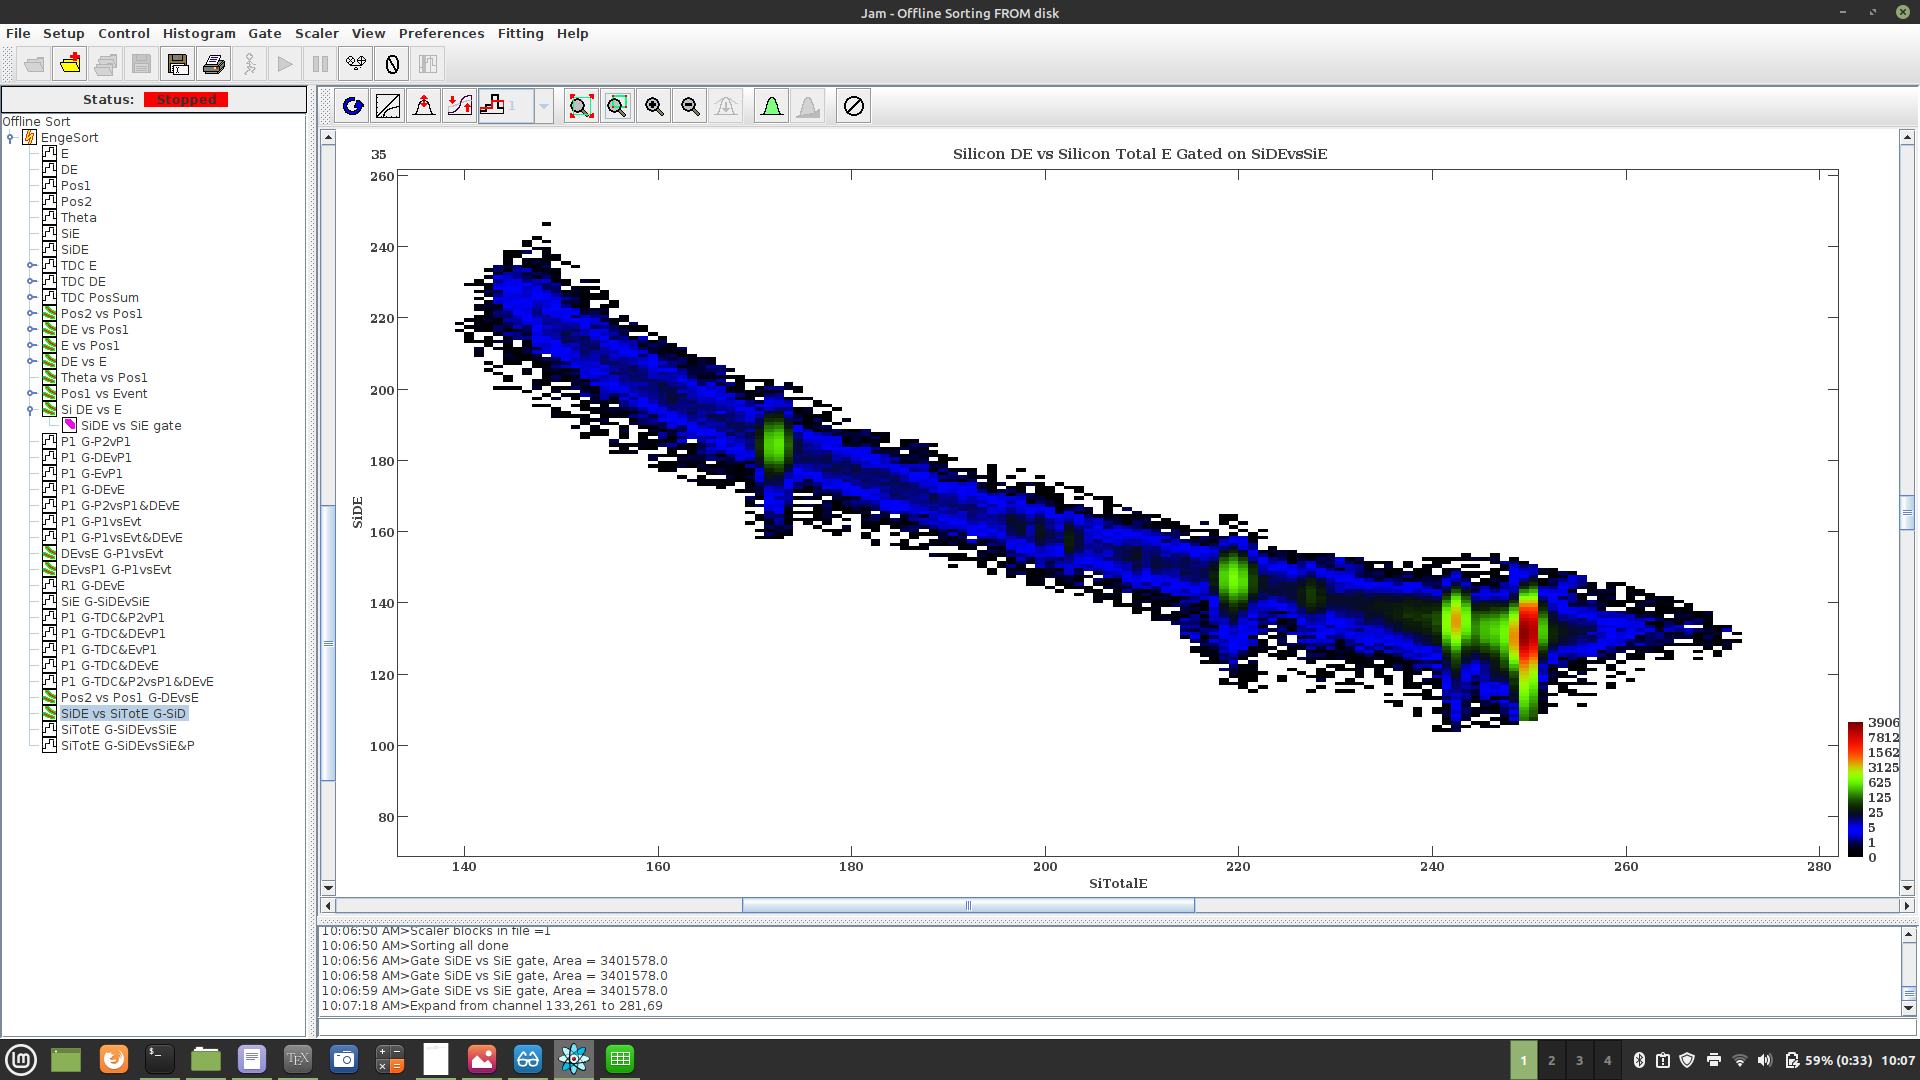 Jam - Offline Sorting FROM disk
File Setup Control Histogram Gate Scaler View Preferences Fitting Help
Status: Stopped
Offline Sort
EngeSort
E
DE
Pos1
Pos2
Theta
SiE
SiDE
TDC E
TDC DE
TDC PosSum
Pos2 vs Pos1
DE vs Pos1
E vs Pos1
DE vs E
Theta vs Pos1
Pos1 vs Event
Si DE vs E
SiDE vs SiE gate
P1 G-P2vP1
P1 G-DEvP1
P1 G-EvP1
P1 G-DEvE
P1 G-P2vsP1&DEvE
P1 G-P1vsEvt
P1 G-P1vsEvt&DEvE
DEvsE G-P1vsEvt
DEvsP1 G-P1vsEvt
R1 G-DEvE
SiE G-SiDEvSiE
P1 G-TDC&P2vP1
P1 G-TDC&DEvP1
P1 G-TDC&EvP1
P1 G-TDC&DEvE
P1 G-TDC&P2vsP1&DEvE
Pos2 vs Pos1 G-DEvsE
SiDE vs SiTotE G-SiD
SiTotE G-SiDEvsSiE
SiTotE G-SiDEvsSiE&P
1
35
Silicon DE vs Silicon Total E Gated on SiDEvsSiE
260
240
220
200
180
160
140
120
100
80
SiDE
140 160 180 200 220 240 260 280
SiTotalE
3906
7812
1562
3125
625
125
25
5
1
0
10:06:50 AM>Scaler blocks in file =1
10:06:50 AM>Sorting all done
10:06:56 AM>Gate SiDE vs SiE gate, Area = 3401578.0
10:06:58 AM>Gate SiDE vs SiE gate, Area = 3401578.0
10:06:59 AM>Gate SiDE vs SiE gate, Area = 3401578.0
10:07:18 AM>Expand from channel 133,261 to 281,69
TEX
1 2 3 4 59% (0:33) 10:07